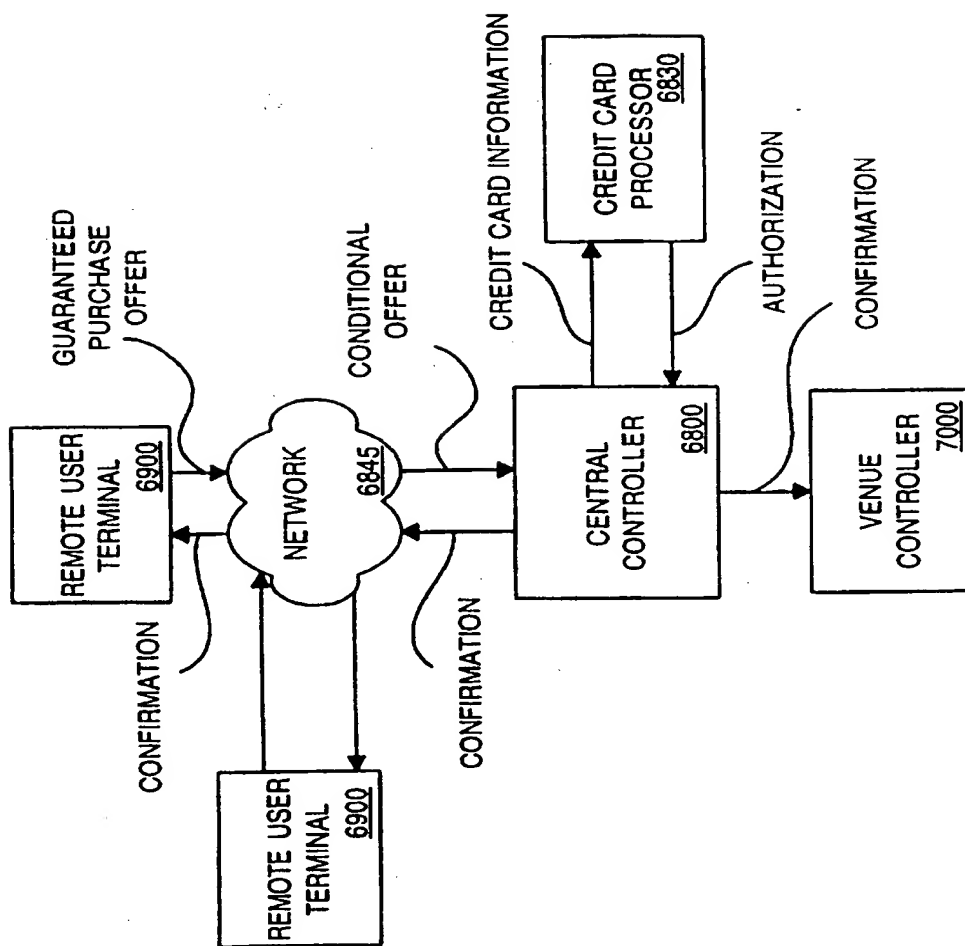 REMOTE USER
TERMINAL
6900
GUARANTEED
PURCHASE
OFFER
CONFIRMATION
REMOTE USER
TERMINAL
6900
NETWORK
6845
CONDITIONAL
OFFER
CONFIRMATION
CENTRAL
CONTROLLER
6800
CREDIT CARD INFORMATION
CREDIT CARD
PROCESSOR
6830
AUTHORIZATION
CONFIRMATION
VENUE
CONTROLLER
7000